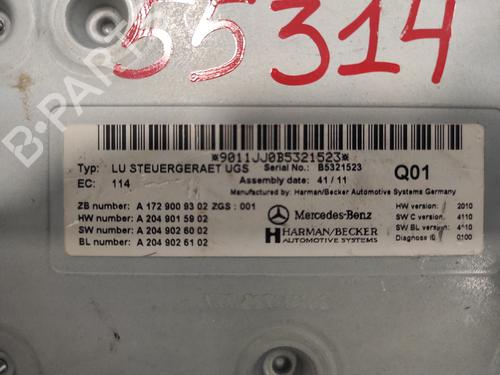 55314
B-PARTS
*9011JJ0B5321523*
Typ: LU STEUERGERAET UGS Serial No.: B5321523 Q01
EC: 114 Assembly date: 41/11
Manufactured by: Harman/Becker Automotive Systems Germany
ZB number: A 172 900 93 02 ZGS : 001
HW number: A 204 901 59 02
SW number: A 204 902 60 02
BL number: A 204 902 61 02
Mercedes-Benz
HARMAN/BECKER
AUTOMOTIVE SYSTEMS
HW version: 2010
SW C version: 4110
SW BL version: 4110
Diagnose ID: 0100